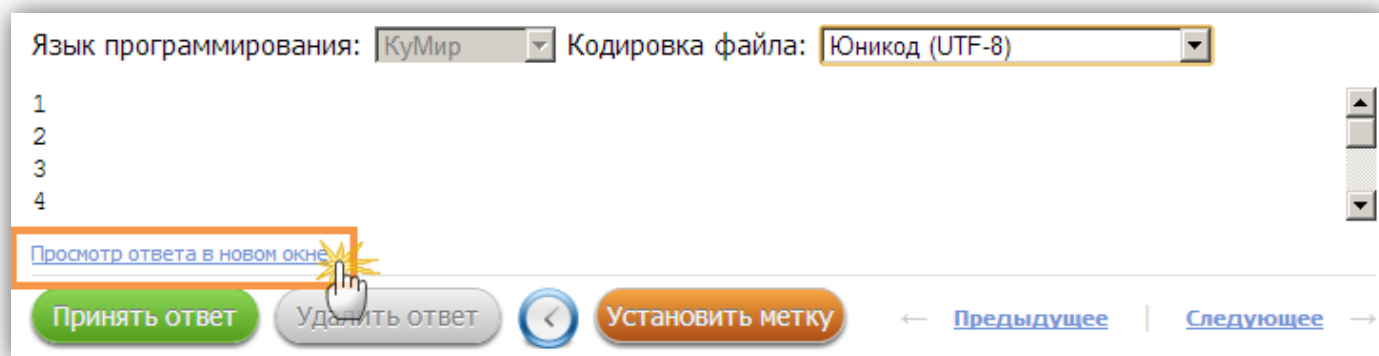 Язык программирования: КуМир Кодировка файла: Юникод (UTF-8)
1
2
3
4
Просмотр ответа в новом окне
Принять ответ Удалить ответ Установить метку ← Предыдущее | Следующее →